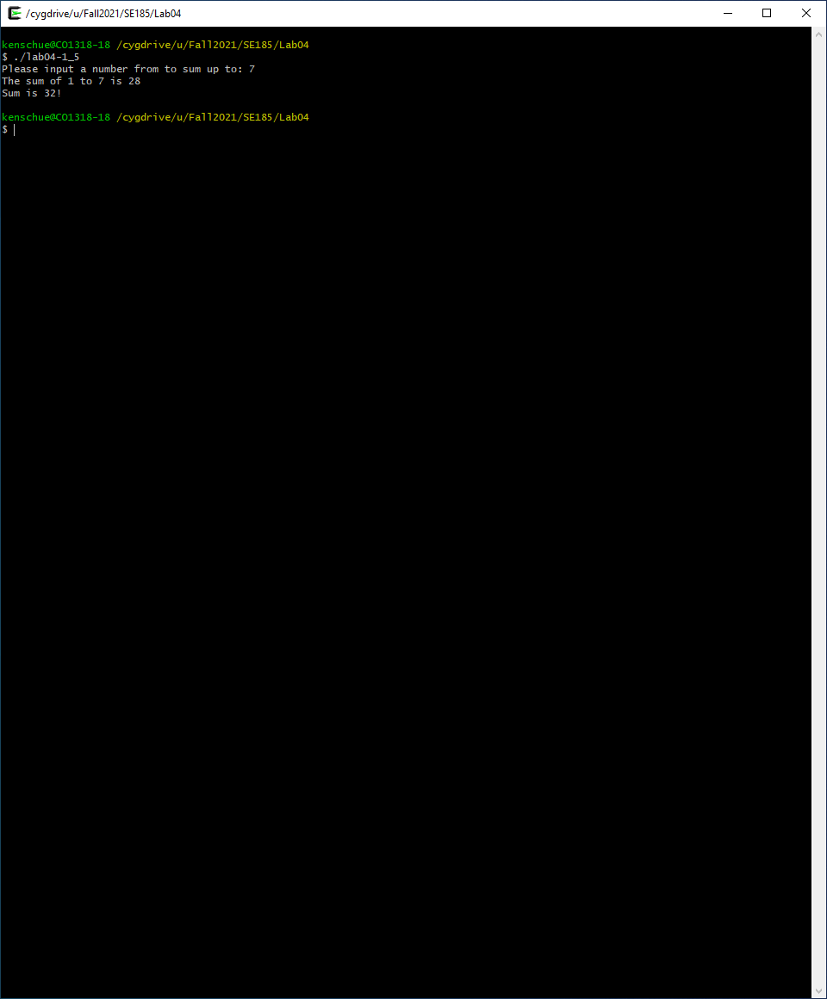 /cygdrive/u/Fall2021/SE185/Lab04
kenschue@CO1318-18 /cygdrive/u/Fall2021/SE185/Lab04
$ ./lab04-1_5
Please input a number from to sum up to: 7
The sum of 1 to 7 is 28
Sum is 32!
kenschue@CO1318-18 /cygdrive/u/Fall2021/SE185/Lab04
$